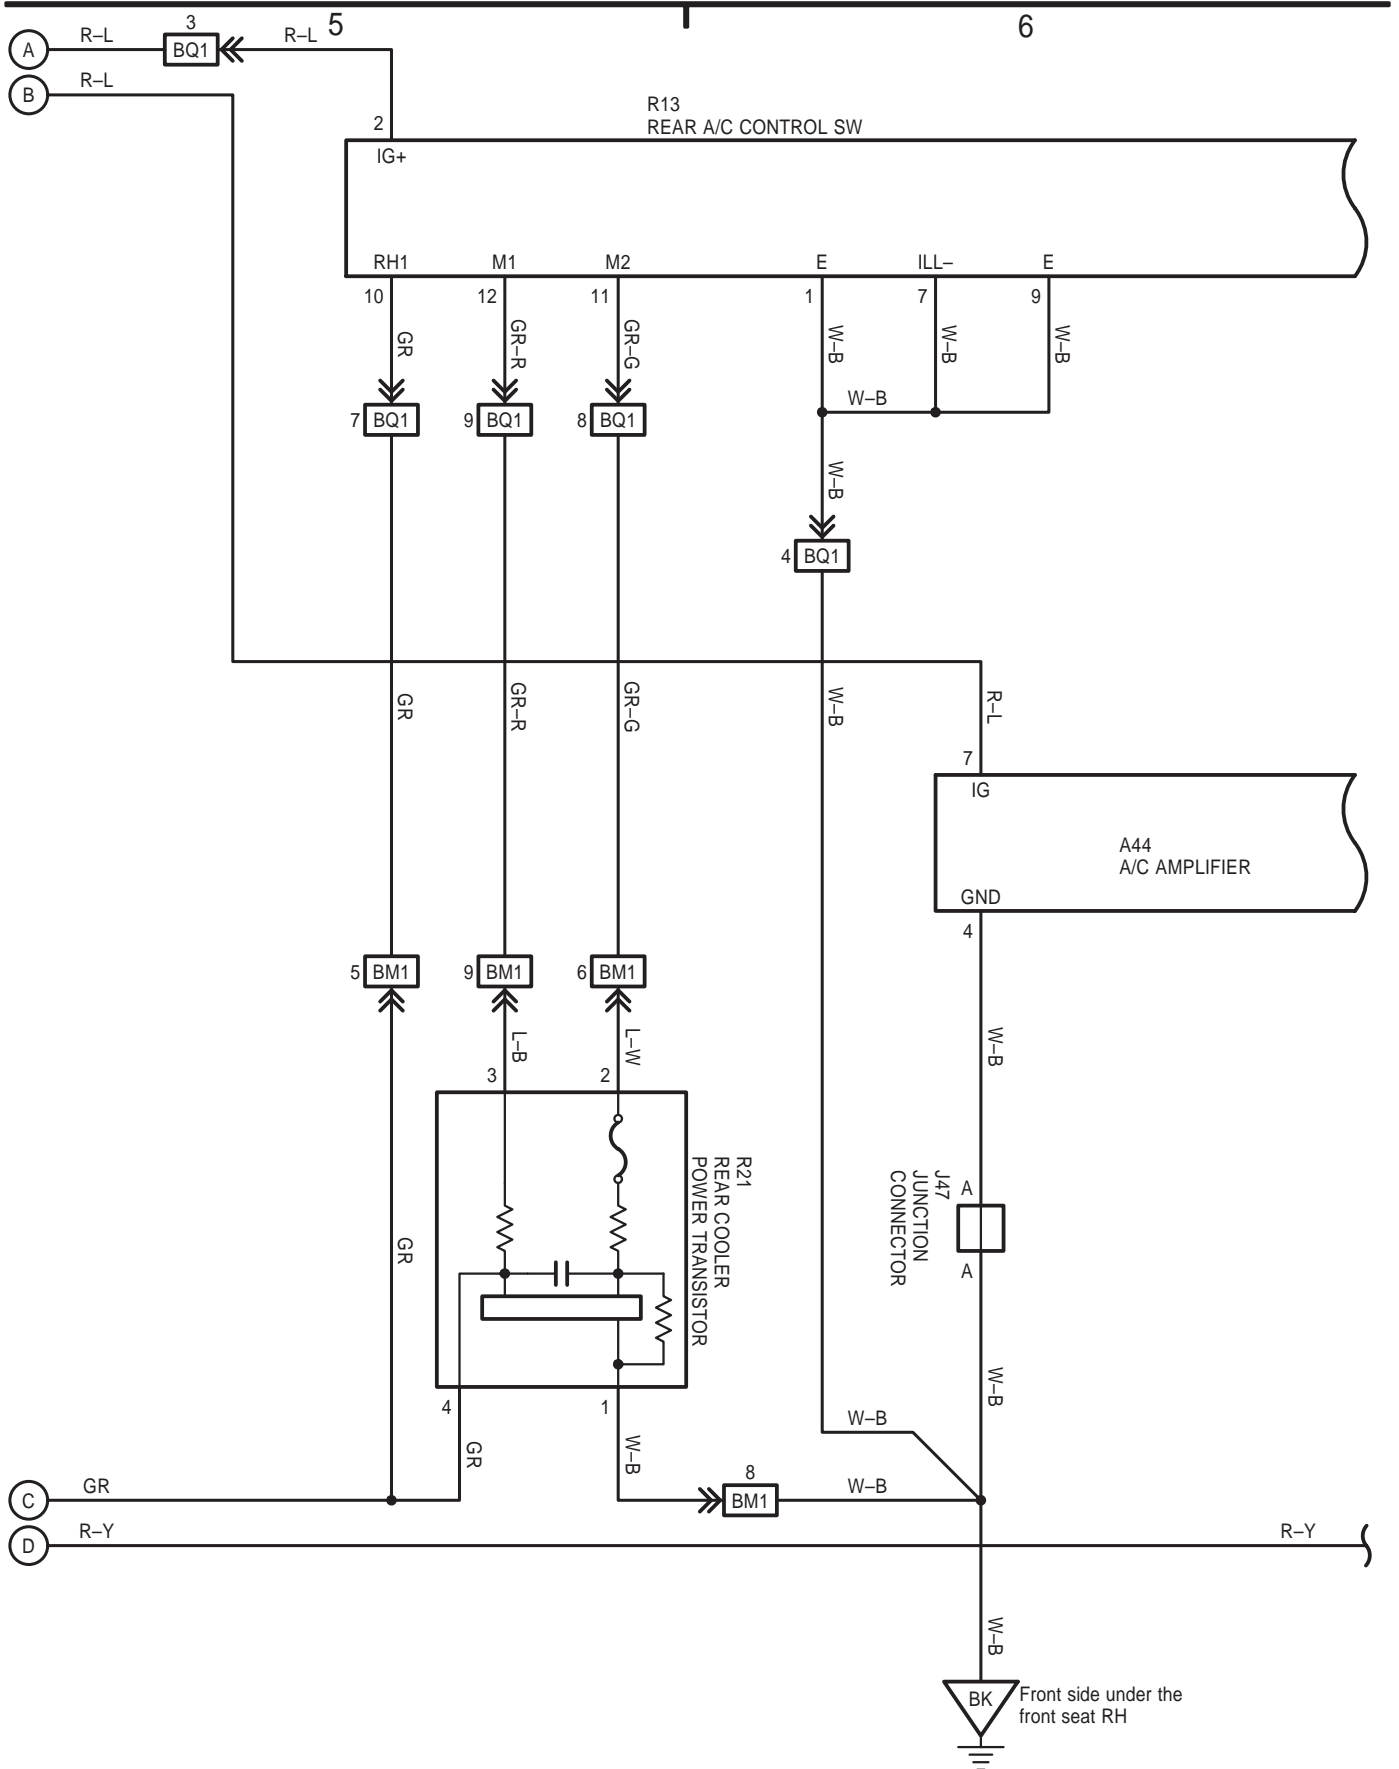 5
6
A
R–L
3
BQ1
R–L
B
R–L
R13
REAR A/C CONTROL SW
2
IG+
RH1
M1
M2
E
ILL–
E
10
12
11
1
7
9
GR
GR–R
GR–G
W–B
W–B
W–B
W–B
7 BQ1
9 BQ1
8 BQ1
W–B
4 BQ1
GR
GR–R
GR–G
W–B
R–L
7
IG
A44
A/C AMPLIFIER
GND
4
5 BM1
9 BM1
6 BM1
L–B
L–W
W–B
3
2
R21
REAR COOLER
POWER TRANSISTOR
J47
JUNCTION
CONNECTOR
A
A
GR
W–B
4
1
GR
W–B
W–B
8
BM1
W–B
C
GR
D
R–Y
R–Y
W–B
BK
Front side under the
front seat RH